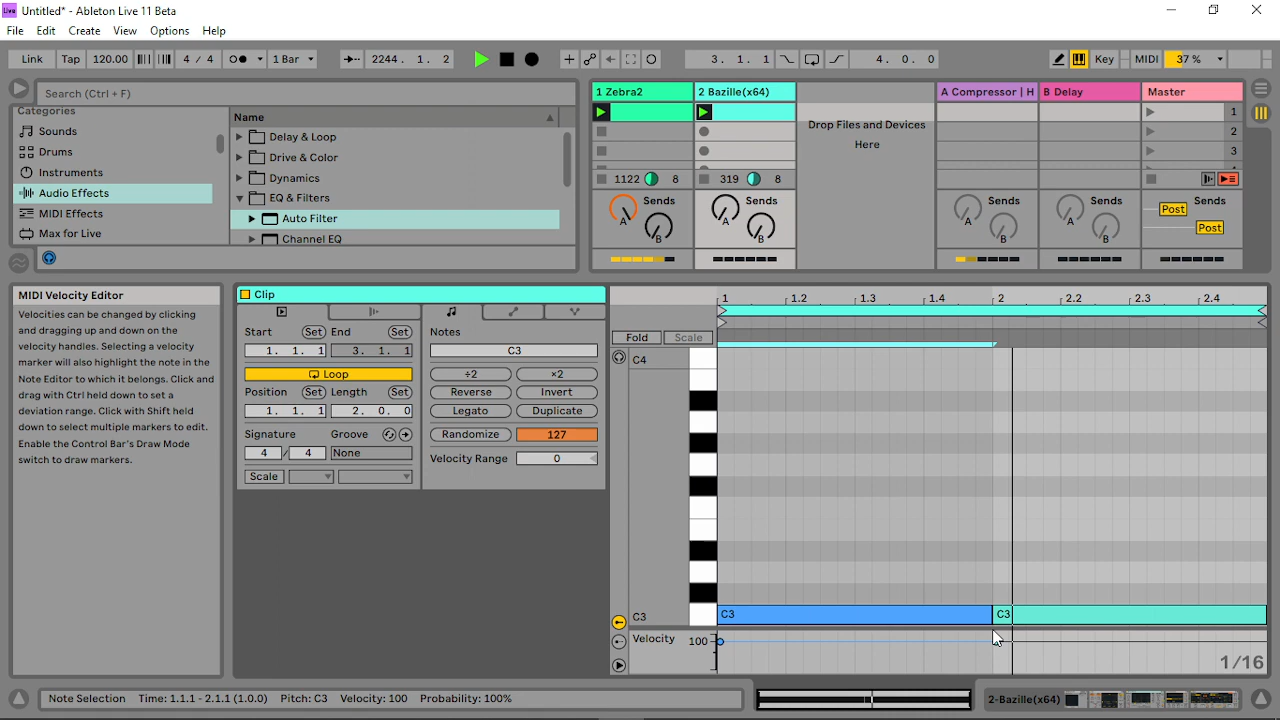 Live Untitled* - Ableton Live 11 Beta
File Edit Create View Options Help
Link Tap 120.00 4 / 4 1 Bar 2244. 1. 2 3. 1. 1 4. 0. 0 Key MIDI 37 %
Search (Ctrl + F)
Categories
Sounds
Drums
Instruments
Audio Effects
MIDI Effects
Max for Live
Name
Delay & Loop
Drive & Color
Dynamics
EQ & Filters
Auto Filter
Channel EQ
1 Zebra2 2 Bazille(x64) A Compressor | H B Delay Master
Drop Files and Devices
Here
1
2
3
1122 8 319 8
Sends Sends Sends Sends Sends
A A A A Post
B B B B Post
MIDI Velocity Editor
Velocities can be changed by clicking
and dragging up and down on the
velocity handles. Selecting a velocity
marker will also highlight the note in the
Note Editor to which it belongs. Click and
drag with Ctrl held down to set a
deviation range. Click with Shift held
down to select multiple markers to edit.
Enable the Control Bar's Draw Mode
switch to draw markers.
Clip
Start Set End Set
1. 1. 1 3. 1. 1
Loop
Position Set Length Set
1. 1. 1 2. 0. 0
Signature Groove
4 / 4 None
Scale
Notes
C3
÷2 ×2
Reverse Invert
Legato Duplicate
Randomize 127
Velocity Range 0
1 1.2 1.3 1.4 2 2.2 2.3 2.4
Fold Scale
C4
C3 C3 C3
Velocity 100
1/16
Note Selection Time: 1.1.1 - 2.1.1 (1.0.0) Pitch: C3 Velocity: 100 Probability: 100%
2-Bazille(x64)